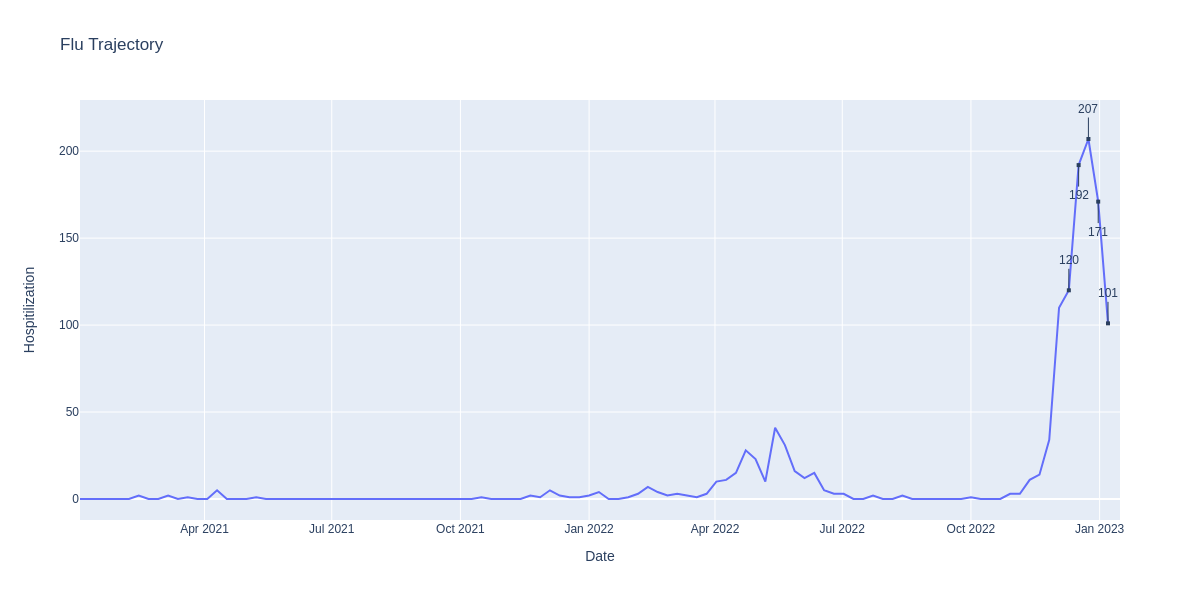 Flu Trajectory
207
200
192
171
150
120
101
100
50
0
Hospitilization
Apr 2021
Jul 2021
Oct 2021
Jan 2022
Apr 2022
Jul 2022
Oct 2022
Jan 2023
Date